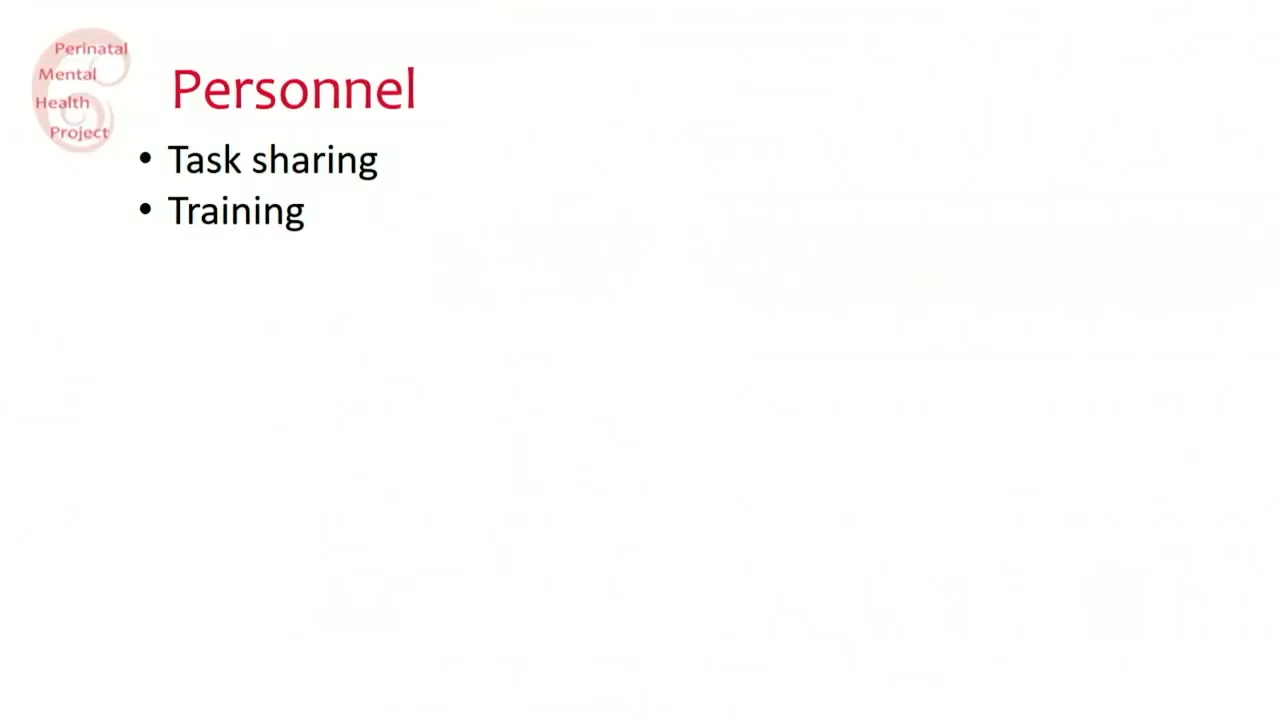 Perinatal
Mental
Health
Project
Personnel
• Task sharing
• Training